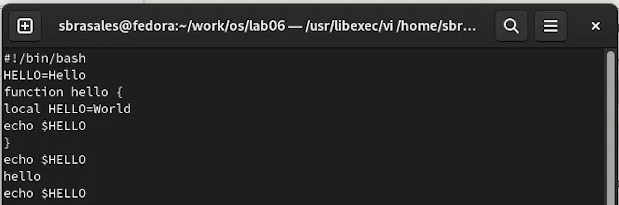 sbrasales@fedora:~/work/os/lab06 — /usr/libexec/vi /home/sbr...
#!/bin/bash
HELLO=Hello
function hello {
local HELLO=World
echo $HELLO
}
echo $HELLO
hello
echo $HELLO